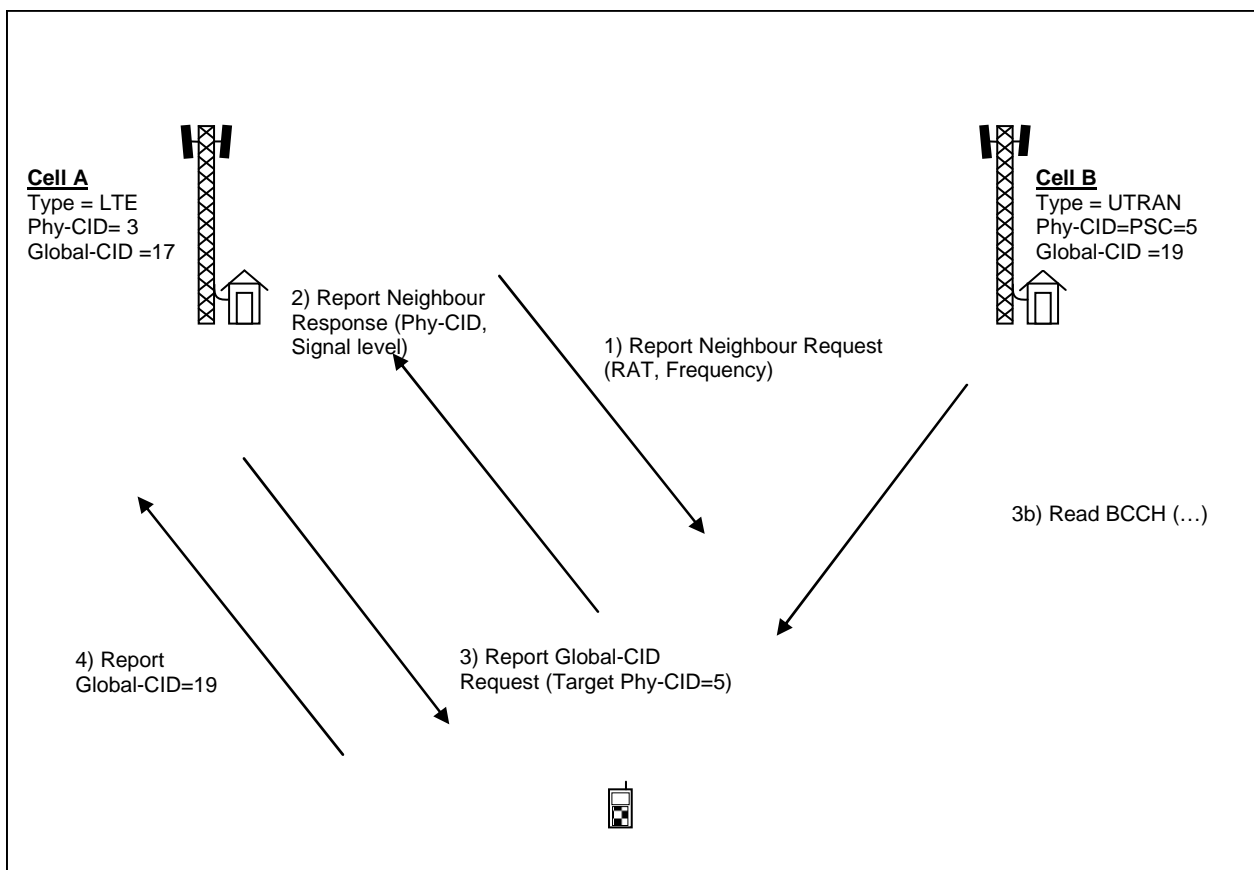 Cell A
Type = LTE
Phy-CID= 3
Global-CID =17
Cell B
Type = UTRAN
Phy-CID=PSC=5
Global-CID =19
2) Report Neighbour
Response (Phy-CID,
Signal level)
1) Report Neighbour Request
(RAT, Frequency)
3b) Read BCCH (…)
4) Report
Global-CID=19
3) Report Global-CID
Request (Target Phy-CID=5)